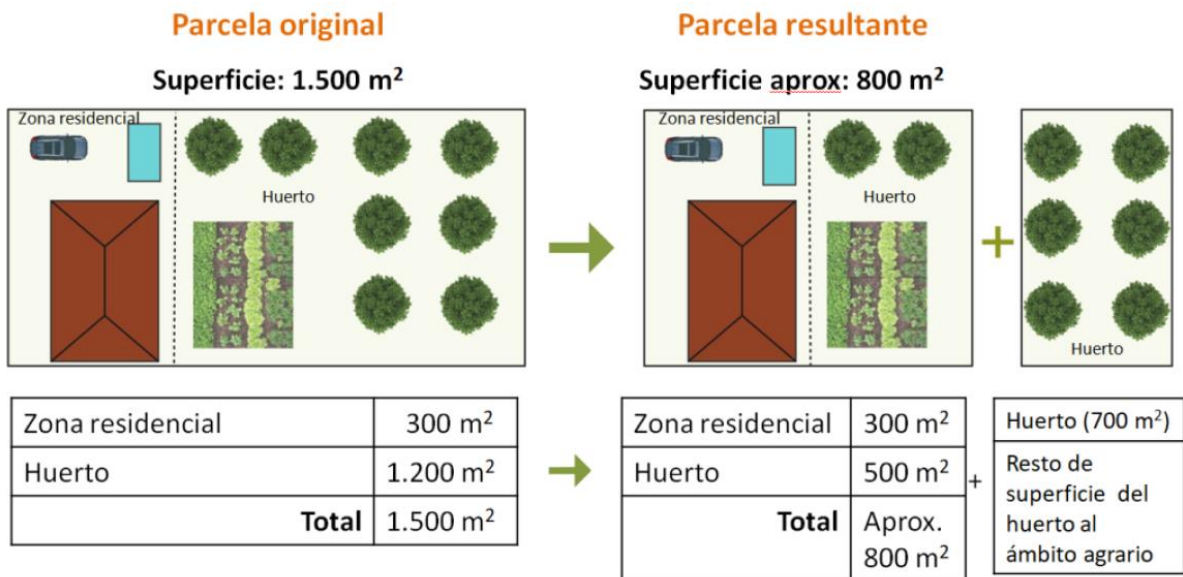 Parcela original
Superficie: 1.500 m²
Zona residencial
Huerto
Parcela resultante
Superficie aprox: 800 m²
Zona residencial
Huerto
+
Huerto
Zona residencial 300 m²
Huerto 1.200 m²
Total 1.500 m²
Zona residencial 300 m²
Huerto 500 m²
Total Aprox.
800 m²
+
Huerto (700 m²)
Resto de
superficie del
huerto al
ámbito agrario